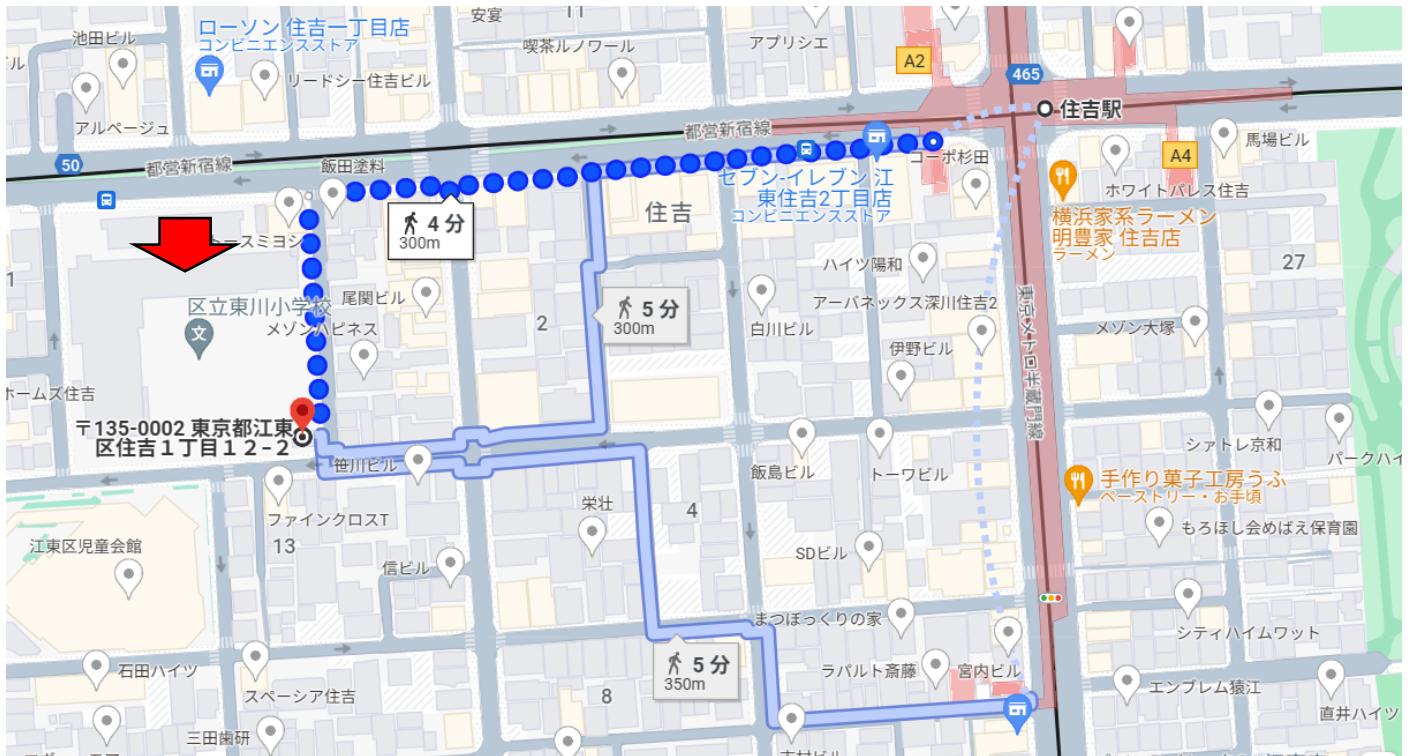 安宴
11
ローソン 住吉一丁目店
コンビニエンスストア
池田ビル
喫茶ルノワール
アプリシエ
リードシー住吉ビル
アルページュ
A2
465
住吉駅
都営新宿線
馬場ビル
50
都営新宿線
飯田塗料
コーポ杉田
A4
セブン-イレブン 江
東住吉2丁目店
コンビニエンスストア
ホワイトパレス住吉
4 分
300m
住吉
横浜家系ラーメン
明豊家 住吉店
ラーメン
トースミヨシ
27
1
ハイツ陽和
尾関ビル
アーバネックス深川住吉2
区立東川小学校
文
メゾンハピネス
2
5 分
300m
白川ビル
東京メトロ半蔵門線
メゾン大塚
伊野ビル
ホームズ住吉
〒135-0002 東京都江東
区住吉1丁目12-2
シァトレ京和
パークハイ
笹川ビル
飯島ビル
トーワビル
手作り菓子工房うふ
ペーストリー・お手頃
栄壮
4
ファインクロスT
もろほし会めばえ保育園
13
江東区児童会館
信ビル
SDビル
まつぼっくりの家
シティハイムワット
5 分
350m
石田ハイツ
ラパルト斎藤
宮内ビル
スペーシア住吉
8
エンブレム猿江
直井ハイツ
三田歯研